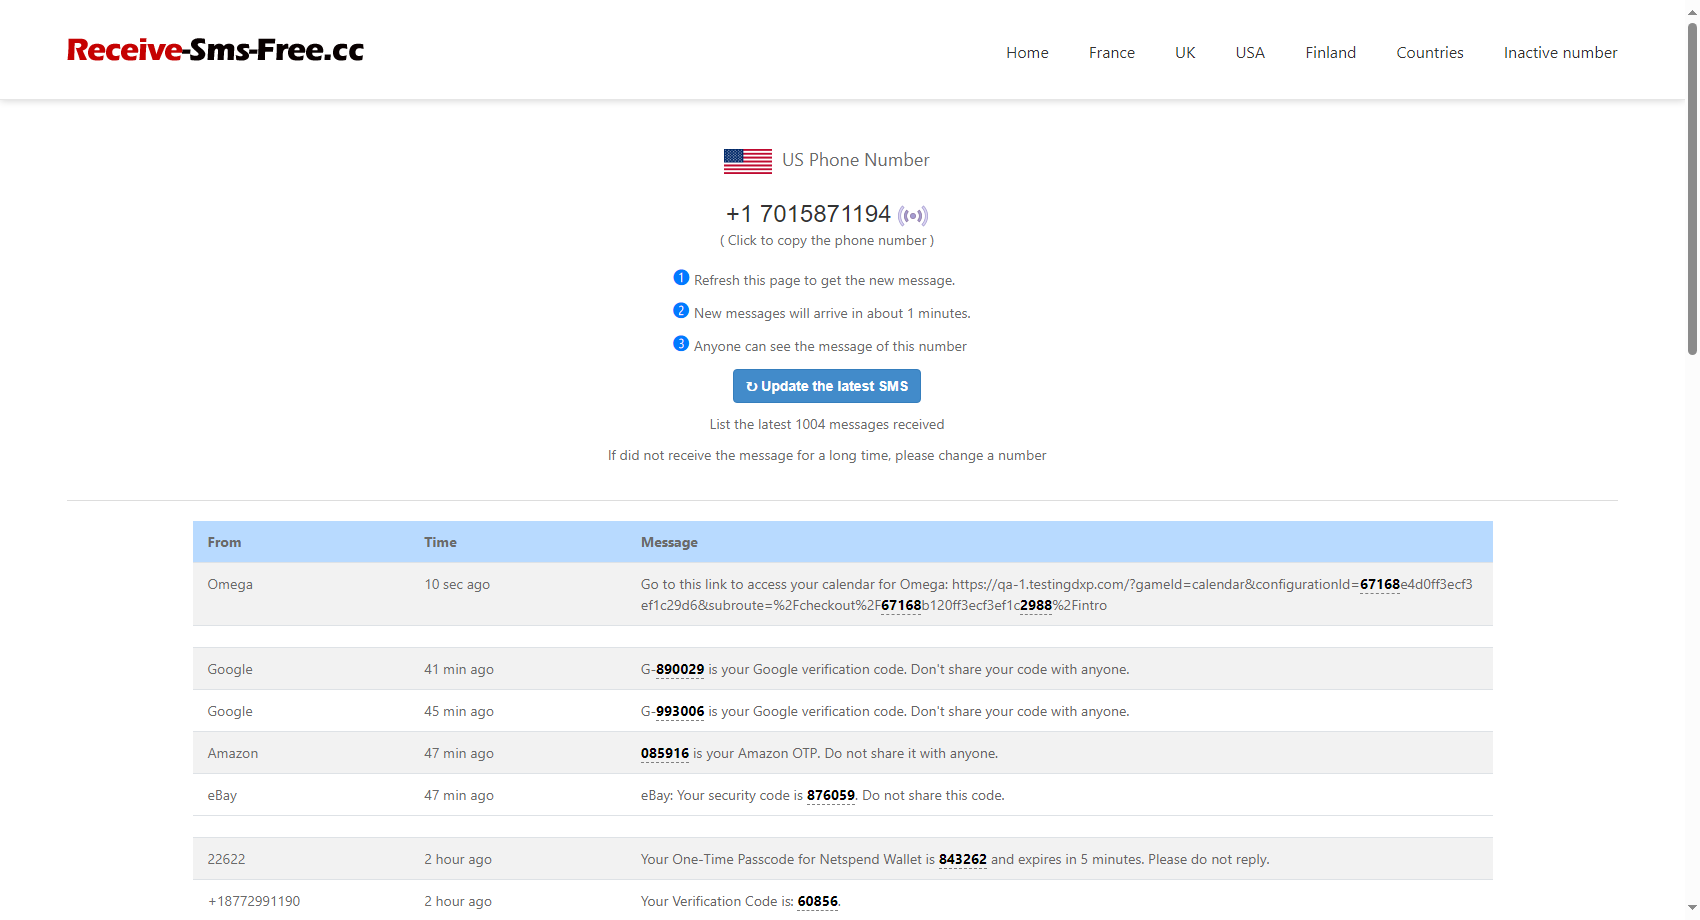 Receive-Sms-Free.cc
Home France UK USA Finland Countries Inactive number
US Phone Number
+1 7015871194
( Click to copy the phone number )
1 Refresh this page to get the new message.
2 New messages will arrive in about 1 minutes.
3 Anyone can see the message of this number
↻ Update the latest SMS
List the latest 1004 messages received
If did not receive the message for a long time, please change a number
From Time Message
Omega 10 sec ago Go to this link to access your calendar for Omega: https://qa-1.testingdxp.com/?gameId=calendar&configurationId=67168e4d0ff3ecf3
ef1c29d6&subroute=%2Fcheckout%2F67168b120ff3ecf3ef1c2988%2Fintro
Google 41 min ago G-890029 is your Google verification code. Don't share your code with anyone.
Google 45 min ago G-993006 is your Google verification code. Don't share your code with anyone.
Amazon 47 min ago 085916 is your Amazon OTP. Do not share it with anyone.
eBay 47 min ago eBay: Your security code is 876059. Do not share this code.
22622 2 hour ago Your One-Time Passcode for Netspend Wallet is 843262 and expires in 5 minutes. Please do not reply.
+18772991190 2 hour ago Your Verification Code is: 60856.